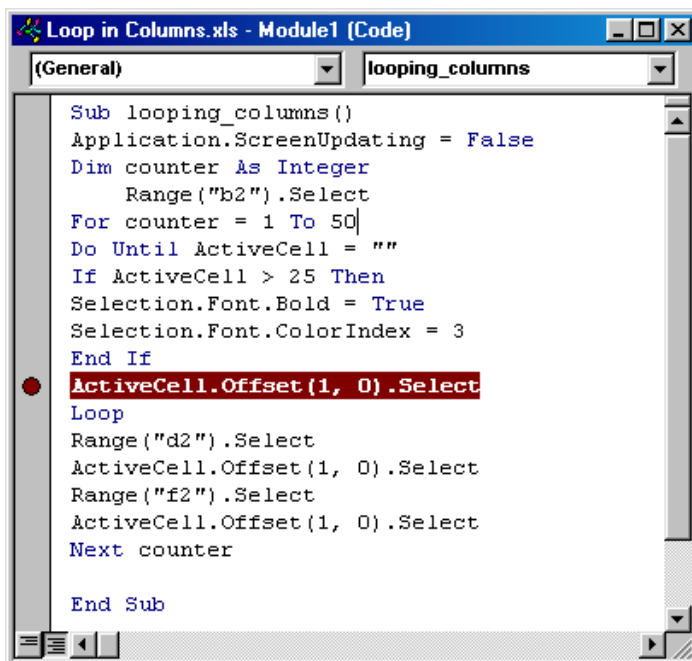 Loop in Columns.xls - Module1 (Code)
(General) looping_columns
Sub looping_columns()
Application.ScreenUpdating = False
Dim counter As Integer
    Range("b2").Select
For counter = 1 To 50
Do Until ActiveCell = ""
If ActiveCell > 25 Then
Selection.Font.Bold = True
Selection.Font.ColorIndex = 3
End If
ActiveCell.Offset(1, 0).Select
Loop
Range("d2").Select
ActiveCell.Offset(1, 0).Select
Range("f2").Select
ActiveCell.Offset(1, 0).Select
Next counter
End Sub